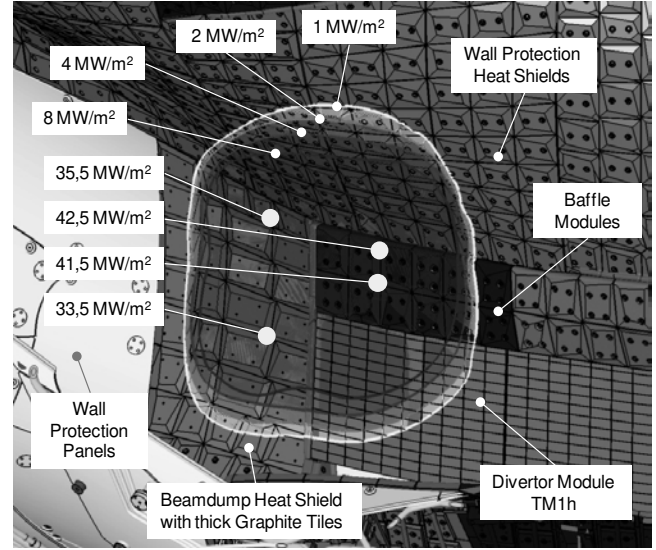 1 MW/m²
2 MW/m²
4 MW/m²
8 MW/m²
35,5 MW/m²
42,5 MW/m²
41,5 MW/m²
33,5 MW/m²
Wall Protection
Heat Shields
Baffle
Modules
Wall
Protection
Panels
Beamdump Heat Shield
with thick Graphite Tiles
Divertor Module
TM1h